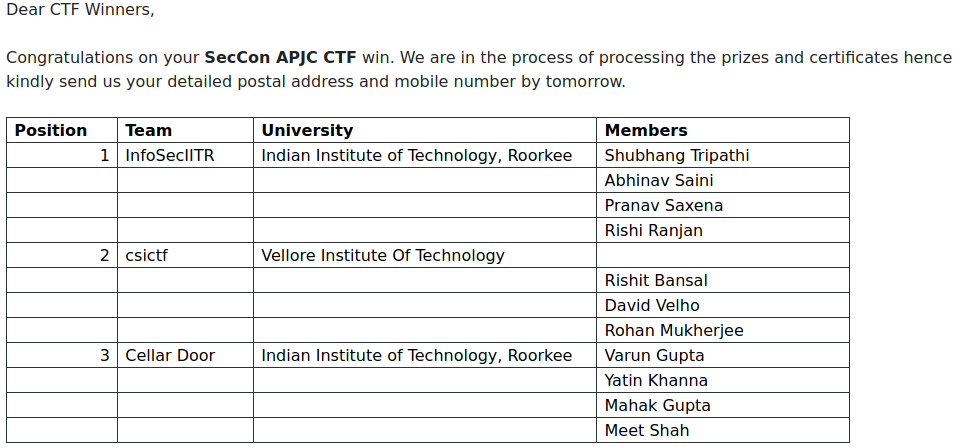 Dear CTF Winners,
Congratulations on your SecCon APJC CTF win. We are in the process of processing the prizes and certificates hence
kindly send us your detailed postal address and mobile number by tomorrow.
Position Team University Members
1 InfoSecIITR Indian Institute of Technology, Roorkee Shubhang Tripathi
Abhinav Saini
Pranav Saxena
Rishi Ranjan
2 csictf Vellore Institute Of Technology
Rishit Bansal
David Velho
Rohan Mukherjee
3 Cellar Door Indian Institute of Technology, Roorkee Varun Gupta
Yatin Khanna
Mahak Gupta
Meet Shah